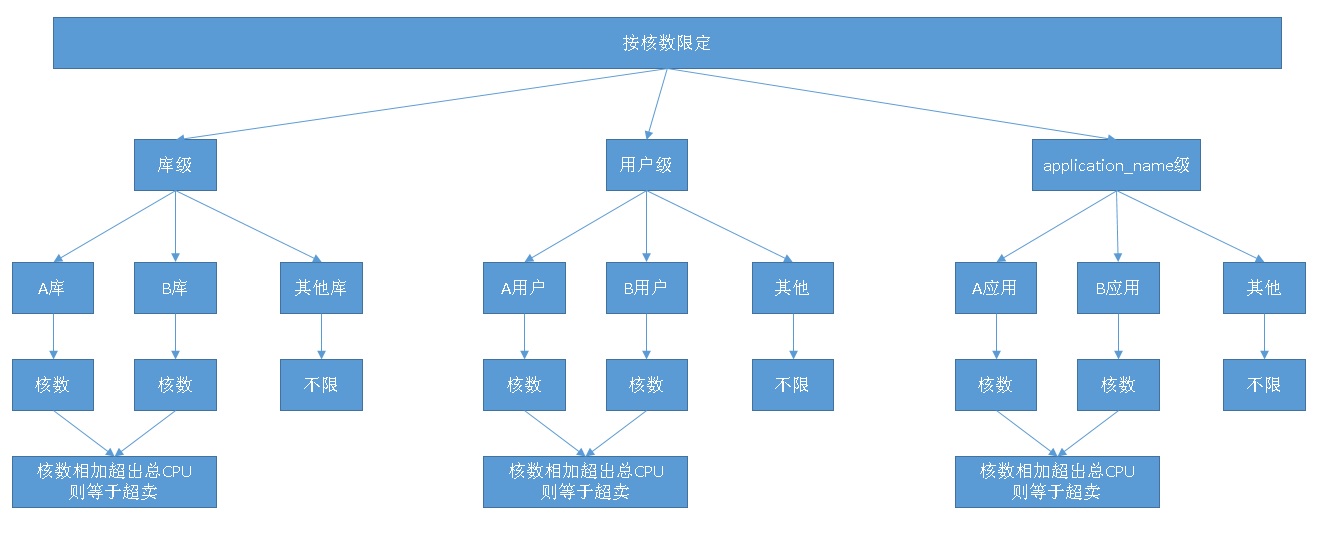 按核数限定
库级
用户级
application_name级
A库
B库
其他库
A用户
B用户
其他
A应用
B应用
其他
核数
核数
不限
核数
核数
不限
核数
核数
不限
核数相加超出总CPU
则等于超卖
核数相加超出总CPU
则等于超卖
核数相加超出总CPU
则等于超卖